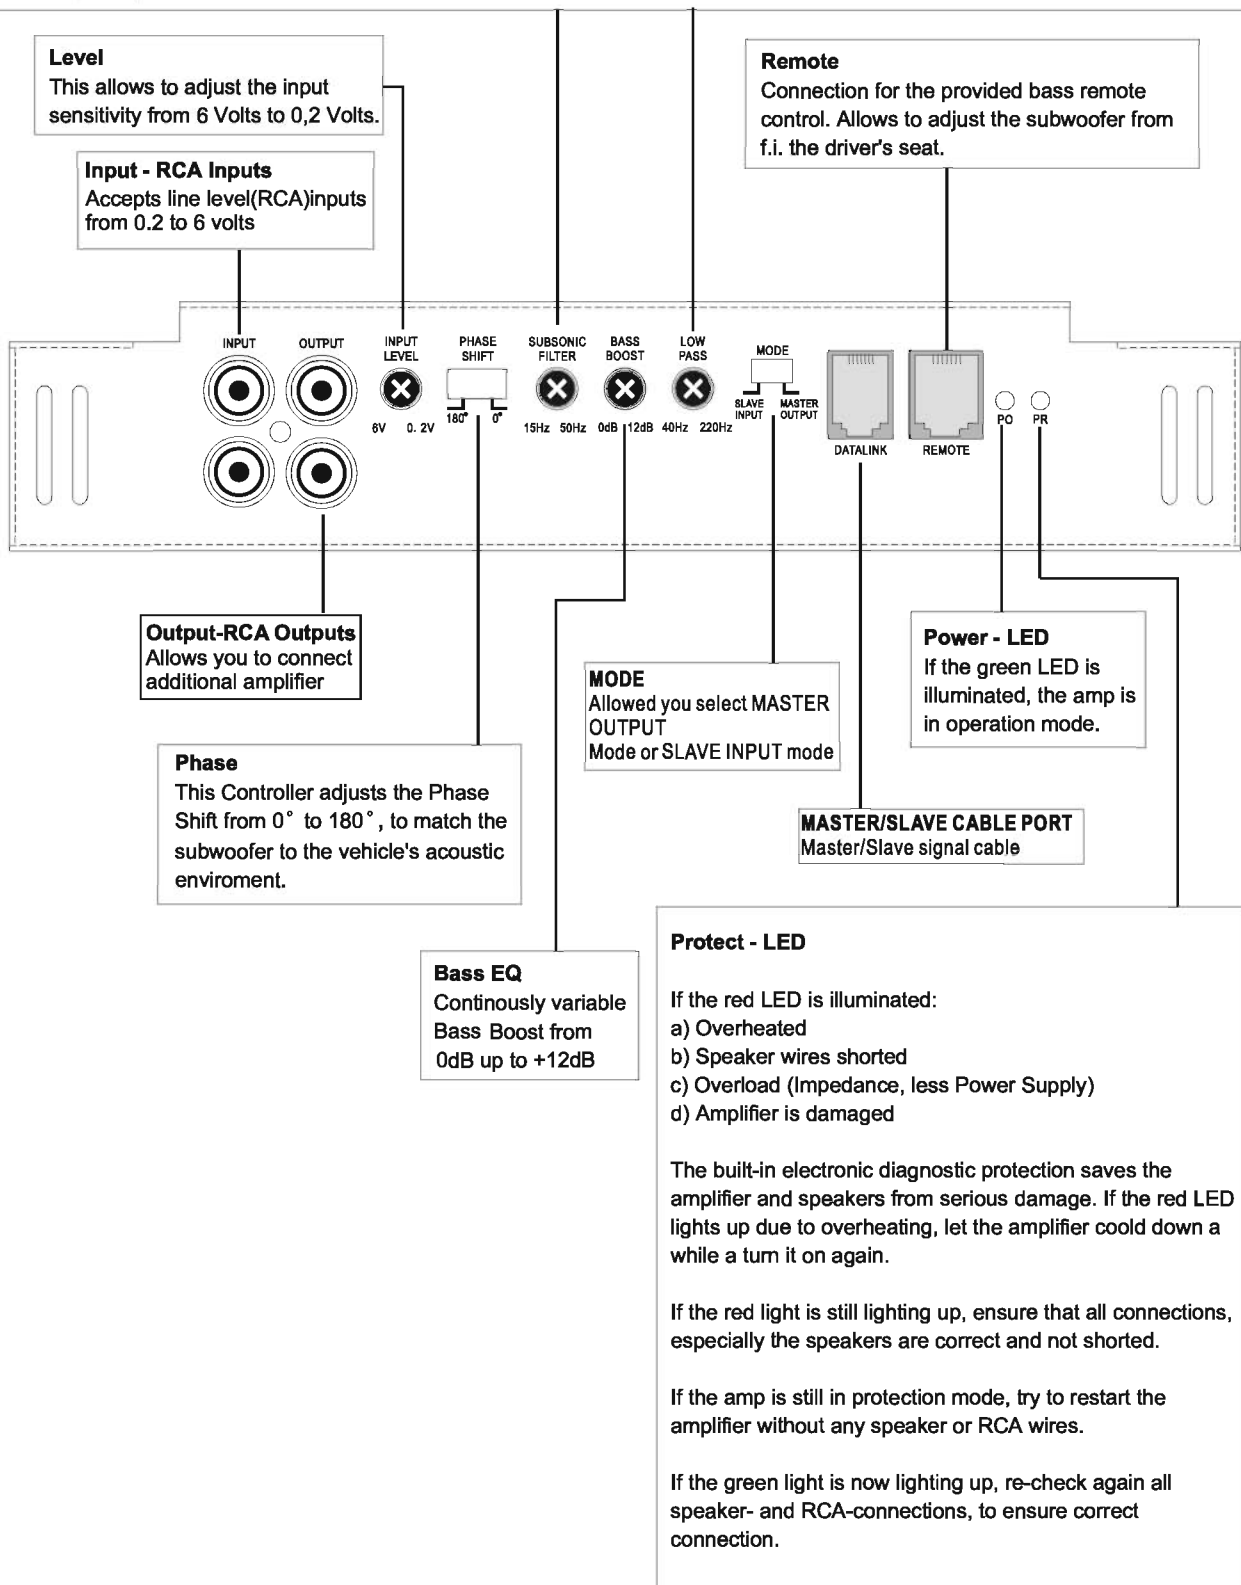 Level
This allows to adjust the input
sensitivity from 6 Volts to 0,2 Volts.
Remote
Connection for the provided bass remote
control. Allows to adjust the subwoofer from
f.i. the driver's seat.
Input - RCA Inputs
Accepts line level(RCA)inputs
from 0.2 to 6 volts
INPUT
OUTPUT
INPUT
LEVEL
6V 0. 2V
PHASE
SHIFT
180° 0°
SUBSONIC
FILTER
15Hz 50Hz
BASS
BOOST
0dB 12dB
LOW
PASS
40Hz 220Hz
MODE
SLAVE
INPUT
MASTER
OUTPUT
DATALINK
REMOTE
PO
PR
Output-RCA Outputs
Allows you to connect
additional amplifier
MODE
Allowed you select MASTER
OUTPUT
Mode or SLAVE INPUT mode
Power - LED
If the green LED is
illuminated, the amp is
in operation mode.
Phase
This Controller adjusts the Phase
Shift from 0° to 180°, to match the
subwoofer to the vehicle's acoustic
enviroment.
MASTER/SLAVE CABLE PORT
Master/Slave signal cable
Bass EQ
Continously variable
Bass Boost from
0dB up to +12dB
Protect - LED
If the red LED is illuminated:
a) Overheated
b) Speaker wires shorted
c) Overload (Impedance, less Power Supply)
d) Amplifier is damaged
The built-in electronic diagnostic protection saves the
amplifier and speakers from serious damage. If the red LED
lights up due to overheating, let the amplifier coold down a
while a turn it on again.
If the red light is still lighting up, ensure that all connections,
especially the speakers are correct and not shorted.
If the amp is still in protection mode, try to restart the
amplifier without any speaker or RCA wires.
If the green light is now lighting up, re-check again all
speaker- and RCA-connections, to ensure correct
connection.